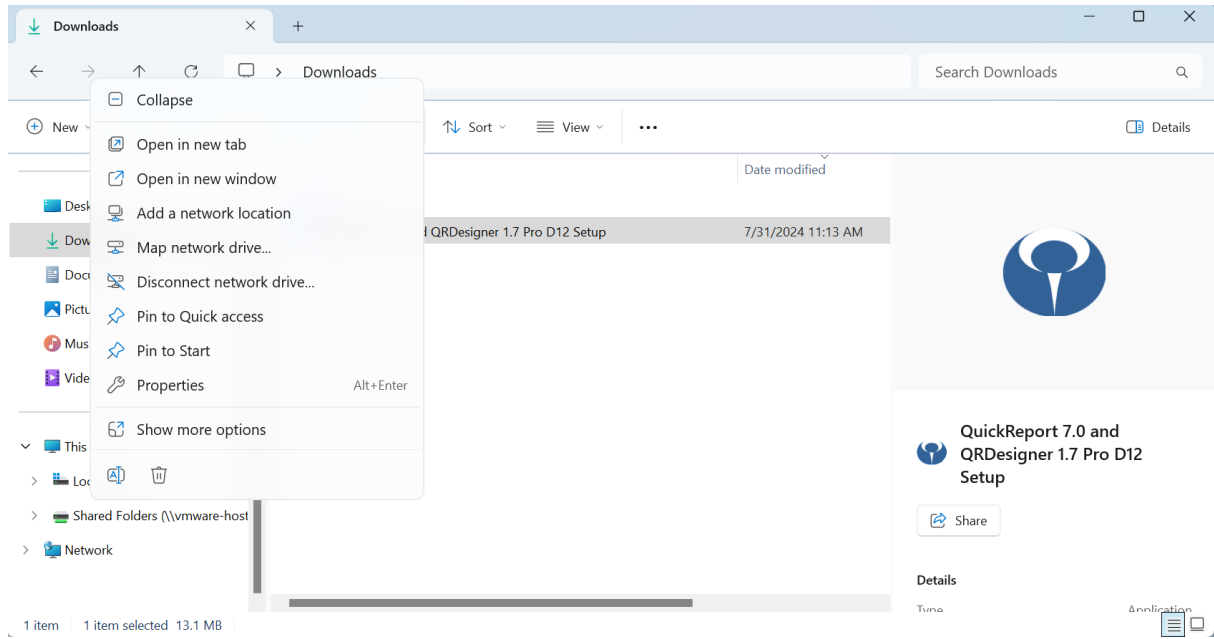 Downloads
Downloads
Search Downloads
Collapse
New
Sort
View
Details
Open in new tab
Open in new window
Add a network location
Map network drive...
Disconnect network drive...
Pin to Quick access
Pin to Start
Properties Alt+Enter
Show more options
Date modified
QRDesigner 1.7 Pro D12 Setup 7/31/2024 11:13 AM
Desk
Dow
Docu
Pictu
Mus
Vide
This
Loc
Shared Folders (\\vmware-host
Network
QuickReport 7.0 and
QRDesigner 1.7 Pro D12
Setup
Share
Details
Type Application
1 item 1 item selected 13.1 MB